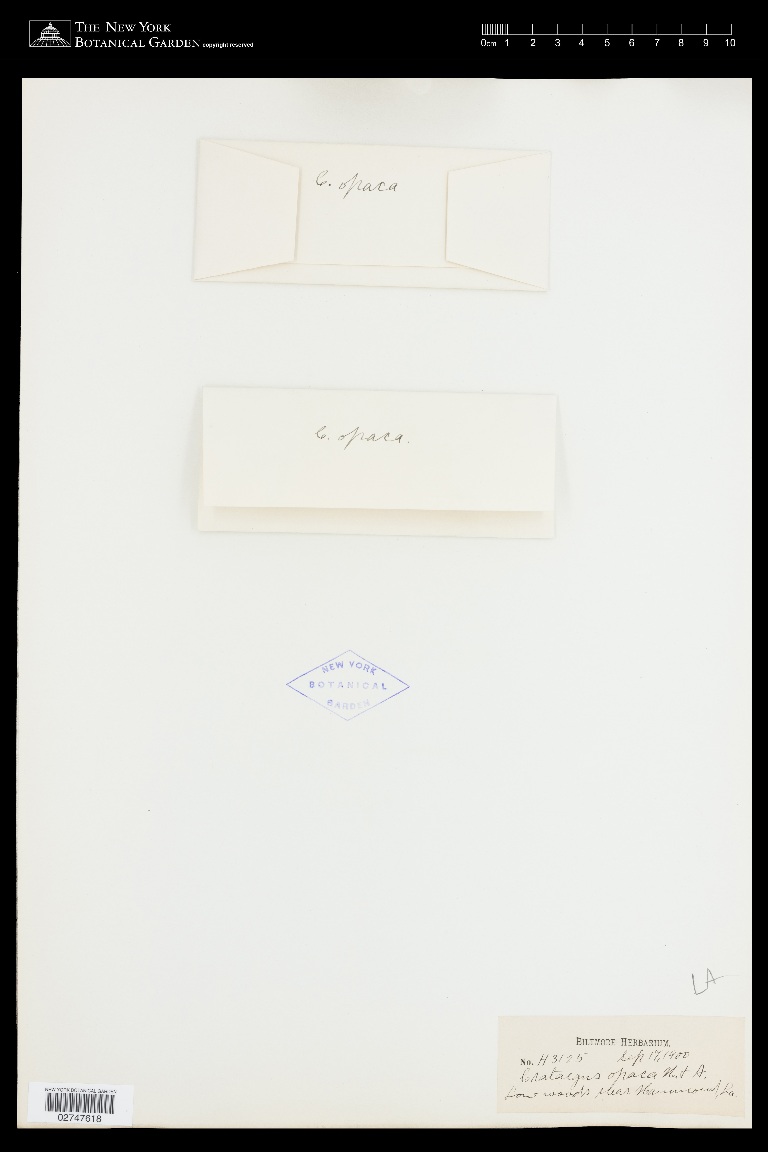 THE NEW YORK
BOTANICAL GARDEN copyright reserved
0cm 1 2 3 4 5 6 7 8 9 10
C. opaca
C. opaca.
NEW YORK
BOTANICAL
GARDEN
LA
BILTMORE HERBARIUM.
No. H 3125 Sep 17, 1900
Crataegus opaca H. & A.
Low woods near Hammond, La.
NEW YORK BOTANICAL GARDEN
02747618